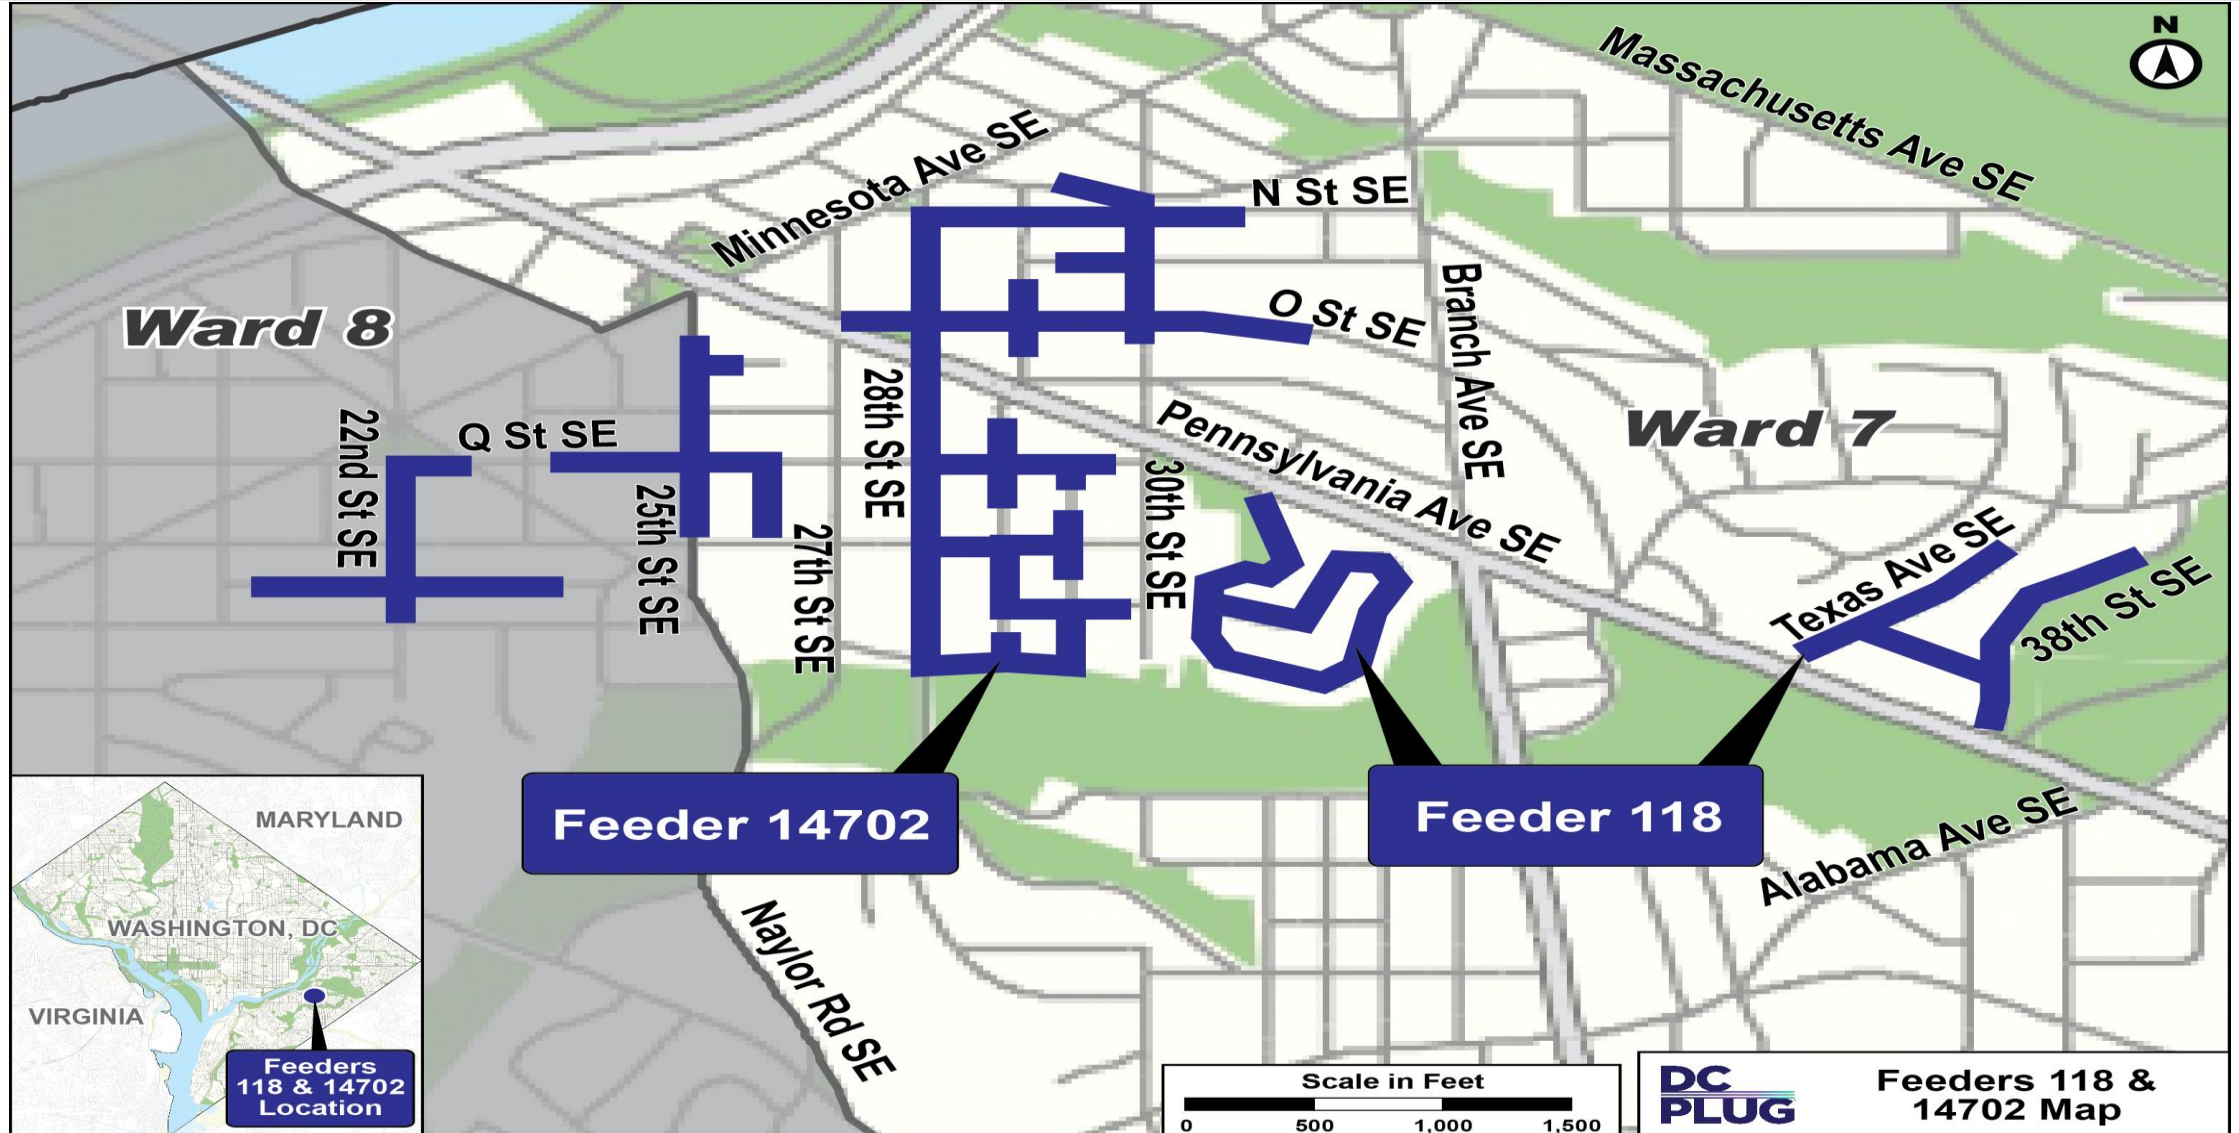 N
Massachusetts Ave SE
Minnesota Ave SE
N St SE
Ward 8
O St SE
Branch Ave SE
28th St SE
22nd St SE
Q St SE
Pennsylvania Ave SE
Ward 7
25th St SE
30th St SE
27th St SE
Texas Ave SE
38th St SE
Feeder 14702
Feeder 118
Alabama Ave SE
Naylor Rd SE
MARYLAND
WASHINGTON, DC
VIRGINIA
Feeders
118 & 14702
Location
Scale in Feet
0 500 1,000 1,500
DC
PLUG
Feeders 118 &
14702 Map